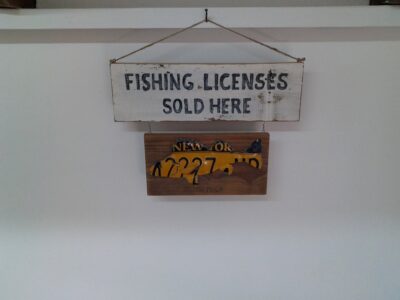 FISHING LICENSES
SOLD HERE
NEW YORK